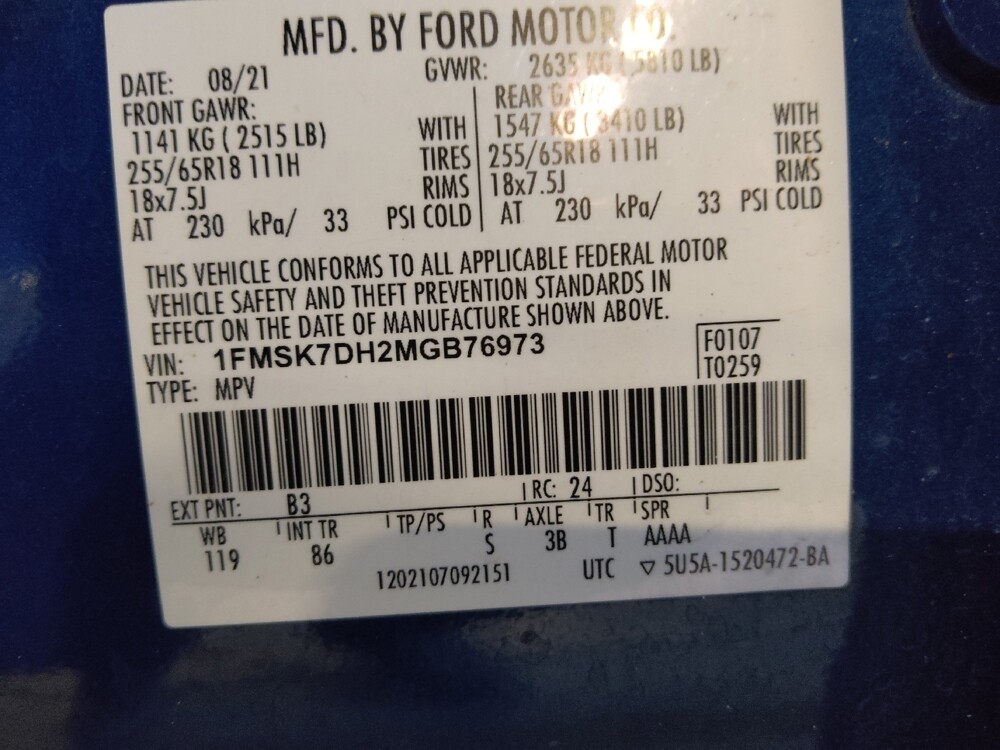 MFD. BY FORD MOTOR CO.
DATE: 08/21 GVWR: 2635 KG ( 5810 LB)
FRONT GAWR: REAR GAWR:
1141 KG ( 2515 LB) WITH 1547 KG ( 3410 LB) WITH
255/65R18 111H TIRES 255/65R18 111H TIRES
18x7.5J RIMS 18x7.5J RIMS
AT 230 kPa/ 33 PSI COLD AT 230 kPa/ 33 PSI COLD
THIS VEHICLE CONFORMS TO ALL APPLICABLE FEDERAL MOTOR
VEHICLE SAFETY AND THEFT PREVENTION STANDARDS IN
EFFECT ON THE DATE OF MANUFACTURE SHOWN ABOVE.
VIN: 1FMSK7DH2MGB76973 F0107
TYPE: MPV T0259
EXT PNT: B3 RC: 24 DSO:
WB INT TR TP/PS R AXLE TR SPR
119 86 S 3B T AAAA
1202107092151 UTC ▽ 5U5A-1520472-BA